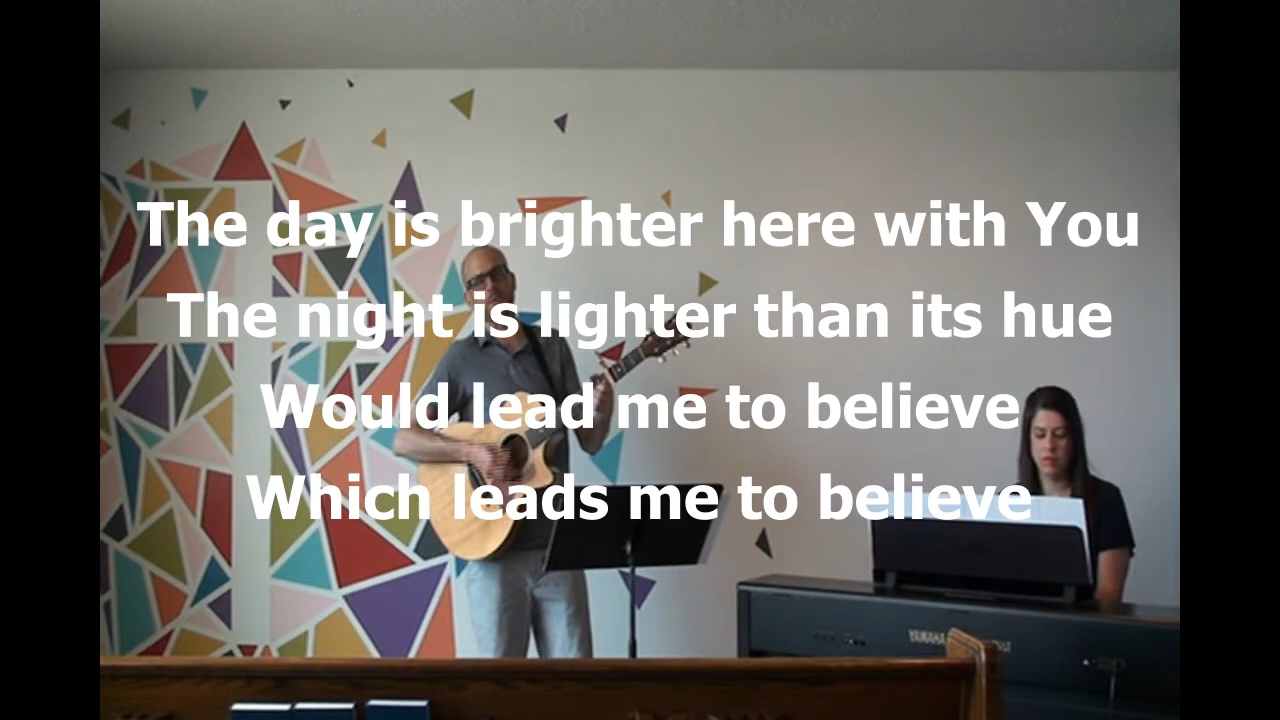 The day is brighter here with You
The night is lighter than its hue
Would lead me to believe
Which leads me to believe
YAMAHA